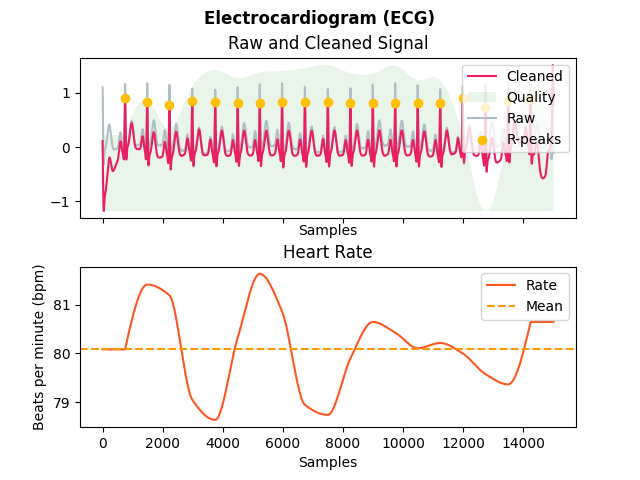 Electrocardiogram (ECG)
Raw and Cleaned Signal
1
0
−1
Cleaned
Quality
Raw
R-peaks
Samples
Heart Rate
Beats per minute (bpm)
81
80
79
Rate
Mean
0 2000 4000 6000 8000 10000 12000 14000
Samples